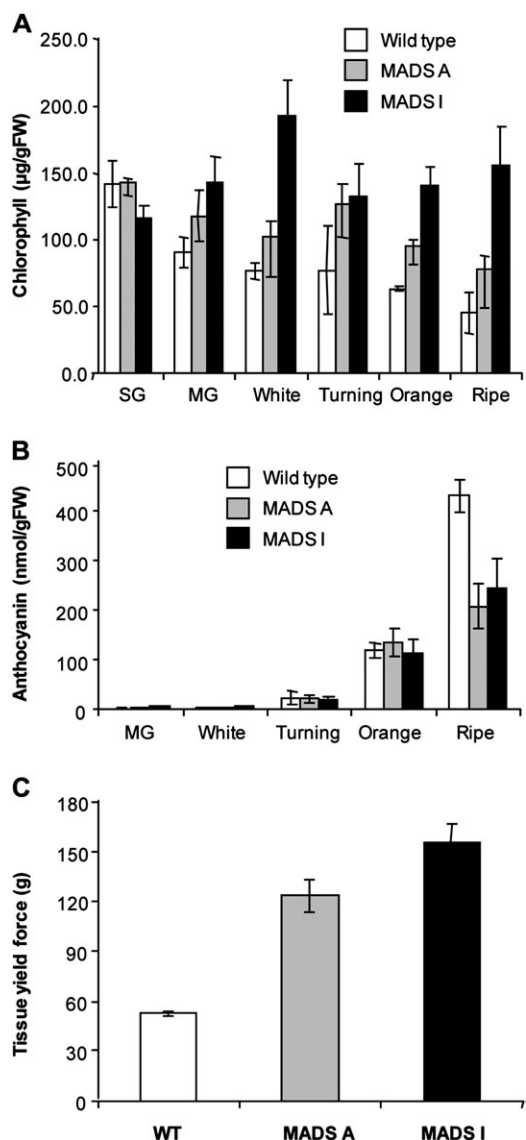 A
Wild type
MADS A
MADS I
Chlorophyll (µg/gFW)
250.0
200.0
150.0
100.0
50.0
0.0
SG MG White Turning Orange Ripe
B
Wild type
MADS A
MADS I
Anthocyanin (nmol/gFW)
500
400
300
200
100
0
MG White Turning Orange Ripe
C
Tissue yield force (g)
180
150
120
90
60
30
0
WT MADS A MADS I